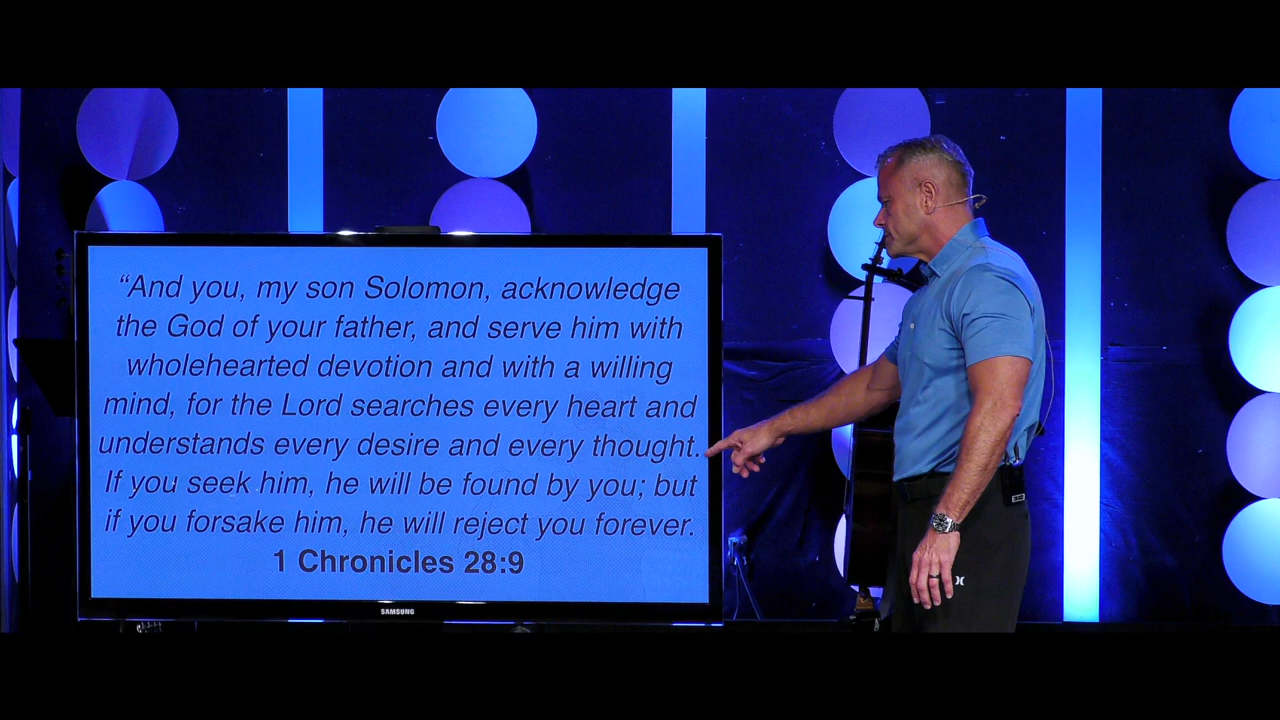 “And you, my son Solomon, acknowledge
the God of your father, and serve him with
wholehearted devotion and with a willing
mind, for the Lord searches every heart and
understands every desire and every thought.
If you seek him, he will be found by you; but
if you forsake him, he will reject you forever.
1 Chronicles 28:9
SAMSUNG